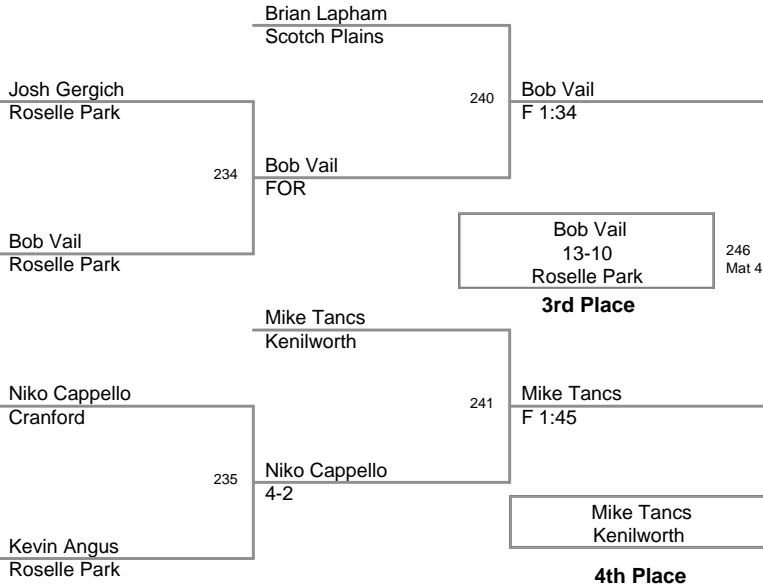 Brian Lapham
Scotch Plains
Josh Gergich
Roselle Park
240
Bob Vail
F 1:34
234
Bob Vail
FOR
Bob Vail
Roselle Park
Bob Vail
13-10
Roselle Park
246
Mat 4
3rd Place
Mike Tancs
Kenilworth
Niko Cappello
Cranford
241
Mike Tancs
F 1:45
235
Niko Cappello
4-2
Mike Tancs
Kenilworth
Kevin Angus
Roselle Park
4th Place